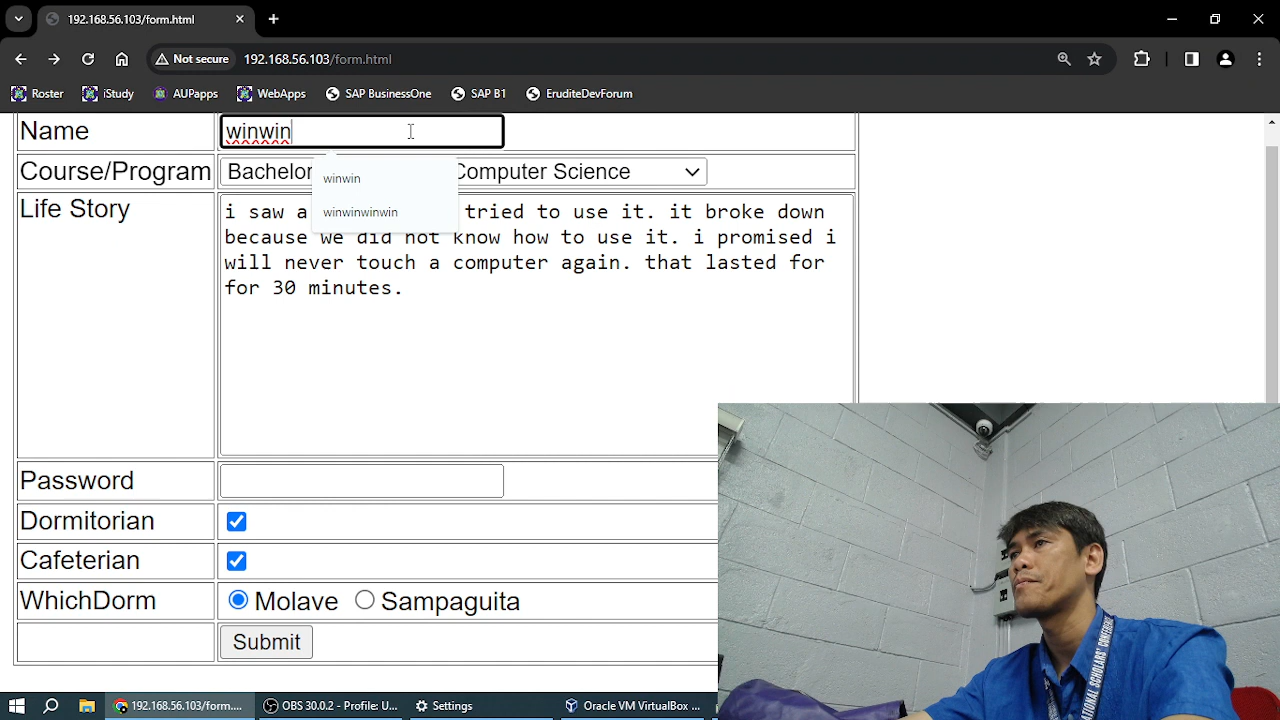 192.168.56.103/form.html
Not secure 192.168.56.103/form.html
Roster iStudy AUPapps WebApps SAP BusinessOne SAP B1 EruditeDevForum
Name winwin
winwin
winwinwinwin
Course/Program Bachelor Computer Science
Life Story
i saw a tried to use it. it broke down
because we did not know how to use it. i promised i
will never touch a computer again. that lasted for
for 30 minutes.
Password
Dormitorian
Cafeterian
WhichDorm Molave Sampaguita
Submit
192.168.56.103/form.... OBS 30.0.2 - Profile: U... Settings Oracle VM VirtualBox ...